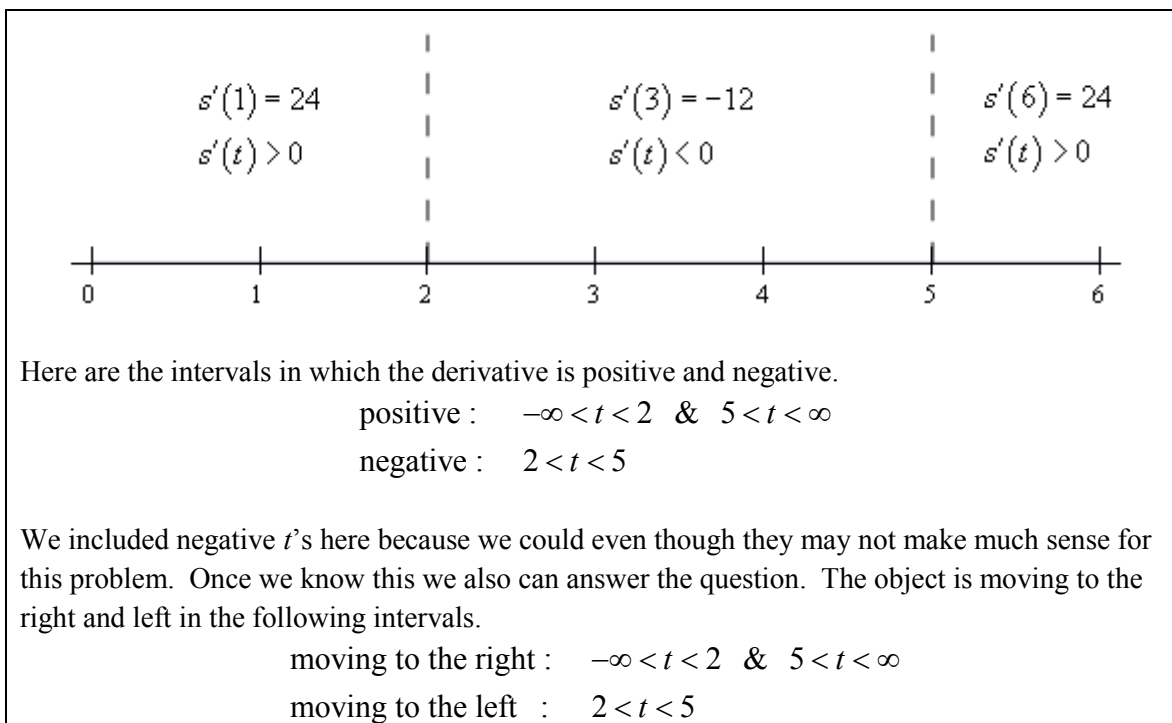 s′(1) = 24 s′(3) = −12 s′(6) = 24
s′(t) > 0 s′(t) < 0 s′(t) > 0
0 1 2 3 4 5 6
Here are the intervals in which the derivative is positive and negative.
positive : −∞ < t < 2 & 5 < t < ∞
negative : 2 < t < 5
We included negative t’s here because we could even though they may not make much sense for
this problem. Once we know this we also can answer the question. The object is moving to the
right and left in the following intervals.
moving to the right : −∞ < t < 2 & 5 < t < ∞
moving to the left : 2 < t < 5